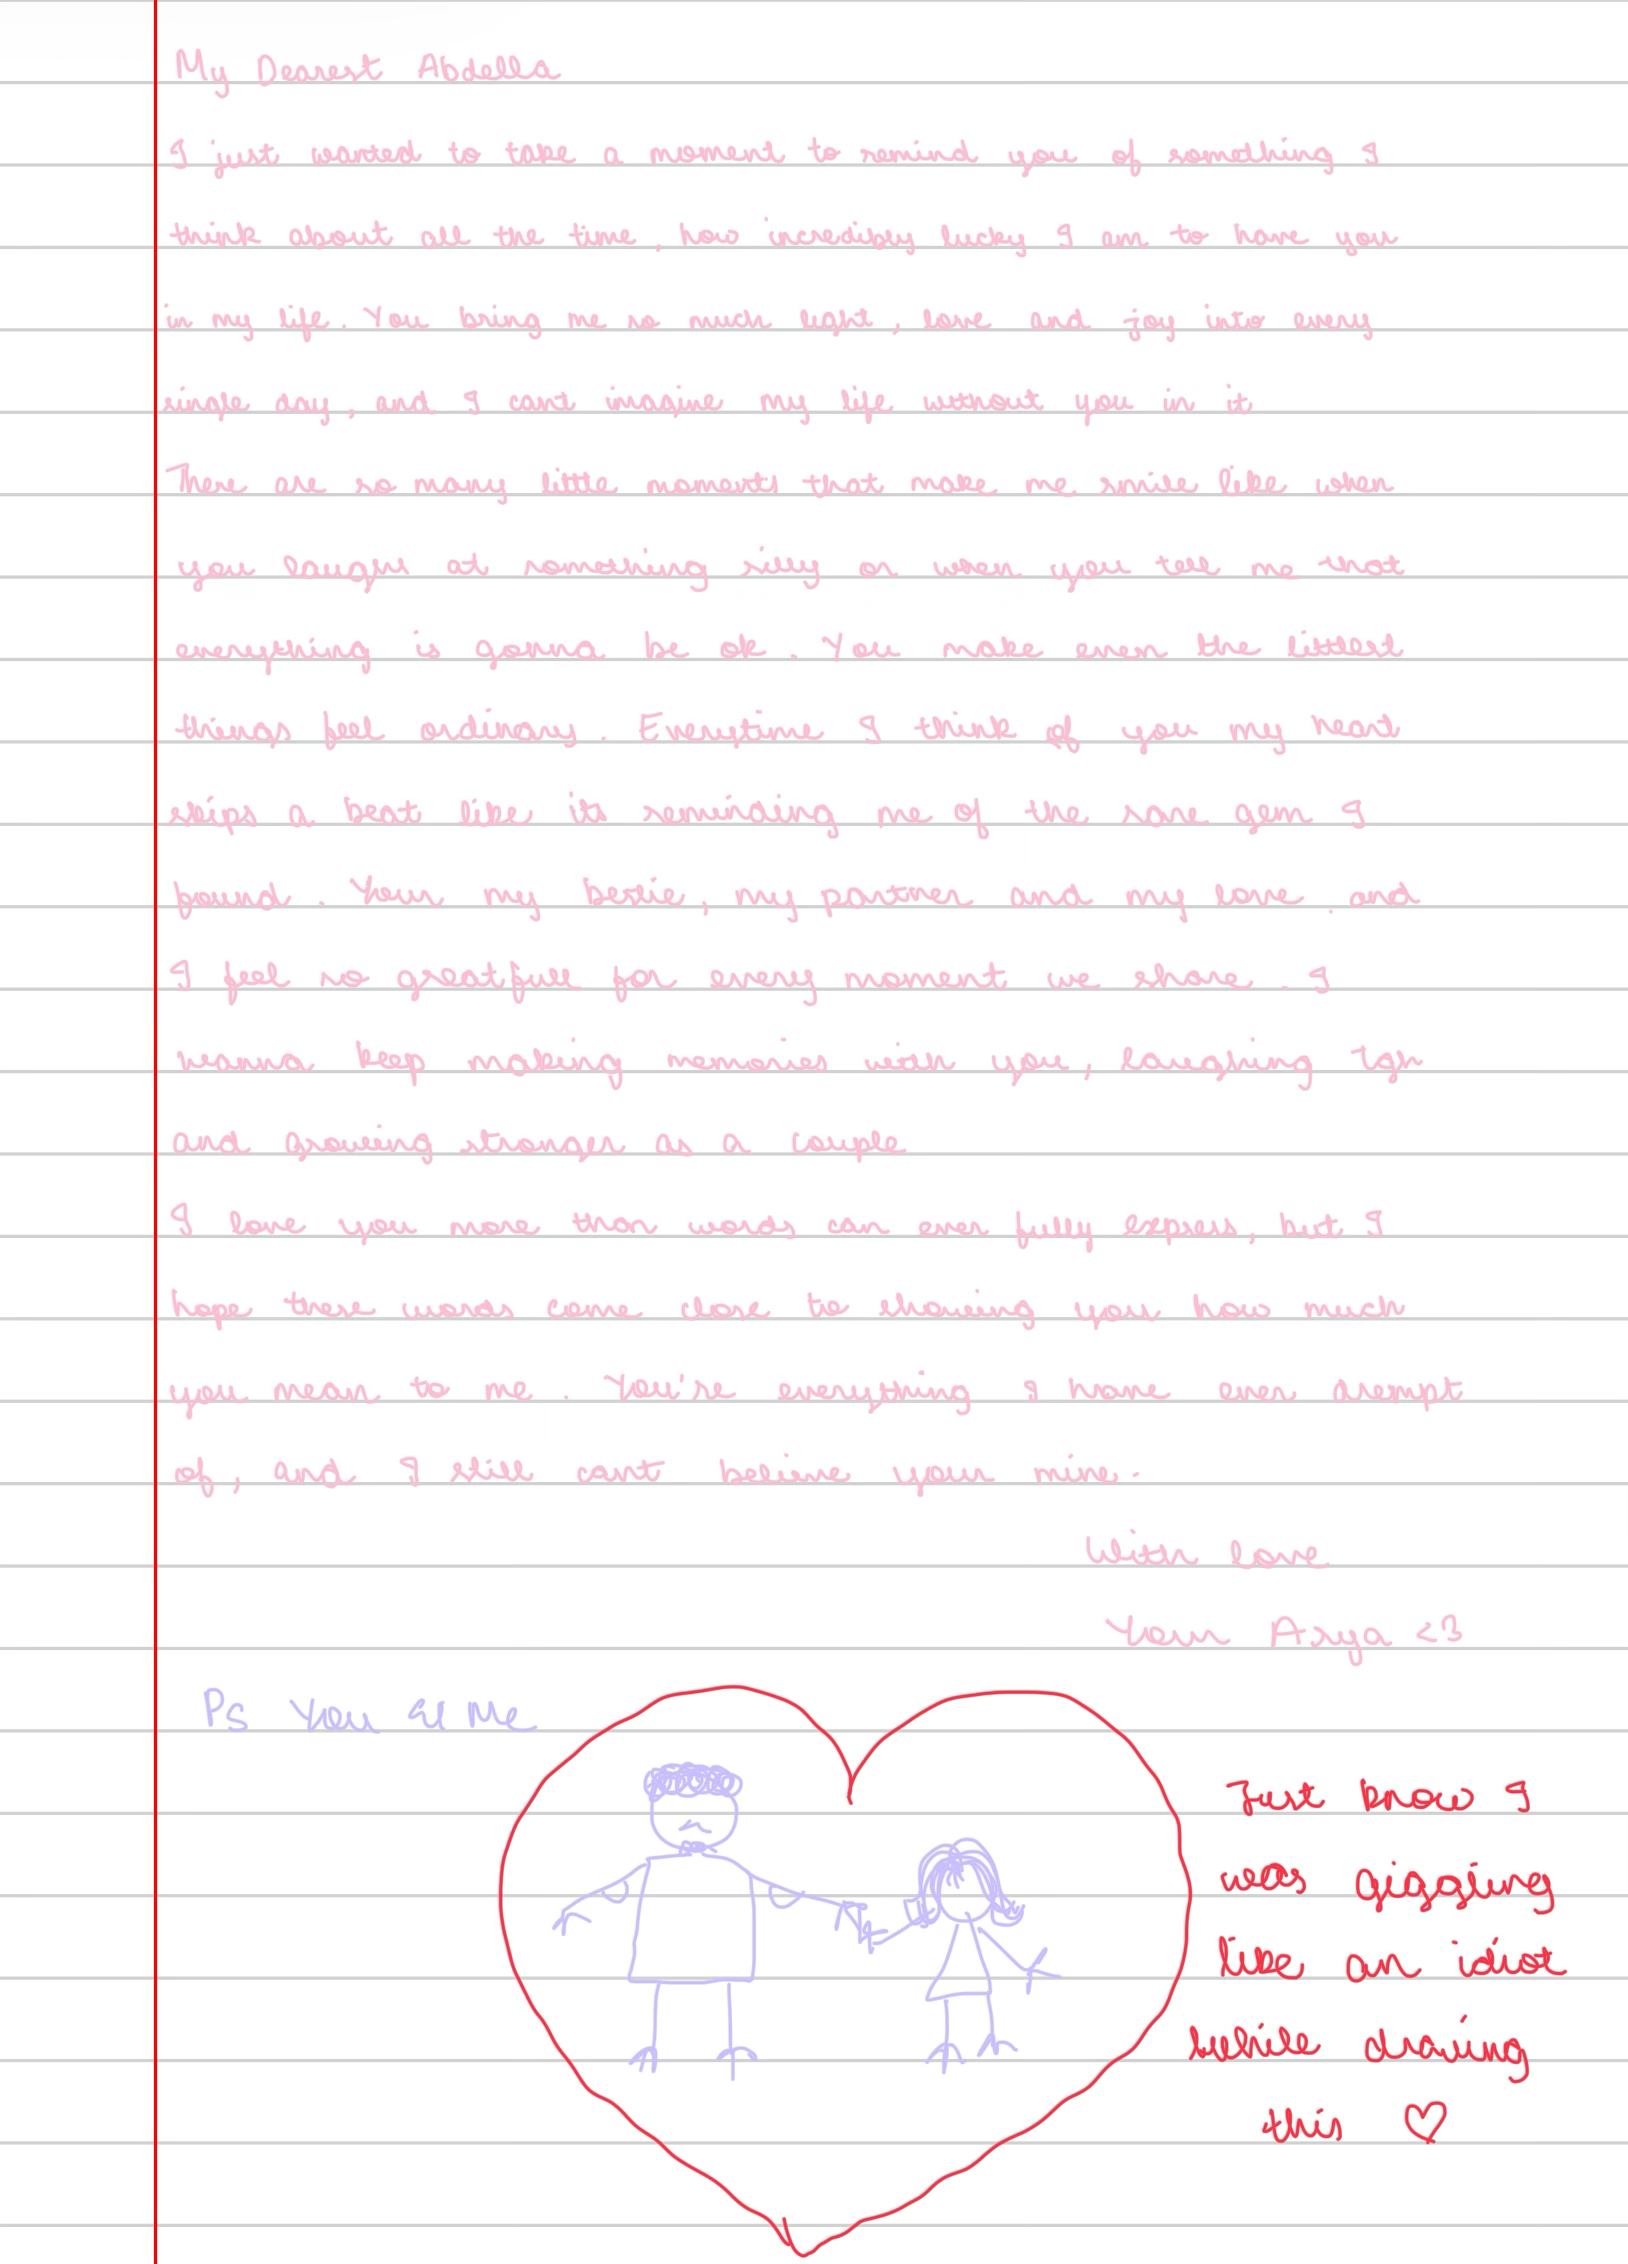 My Dearest Abdella
I just wanted to take a moment to remind you of something I
think about all the time, how incredibly lucky I am to have you
in my life. You bring me so much light, love and joy into every
single day, and I cant imagine my life without you in it
There are so many little moments that make me smile like when
you laugh at something silly or when you tell me that
everything is gonna be ok. You make even the littlest
things feel ordinary. Everytime I think of you my heart
skips a beat like its reminding me of the rare gem I
found. Your my bestie, my partner and my love. and
I feel so greatfull for every moment we share. I
wanna keep making memories with you, laughing tgh
and growing stronger as a couple
I love you more than words can ever fully express, but I
hope these words come close to showing you how much
you mean to me. You're everything I have ever drempt
of, and I still cant believe your mine.
With love
Your Asya <3
Ps You Me
Just know I
was giggling
like an idiot
while drawing
this ♡